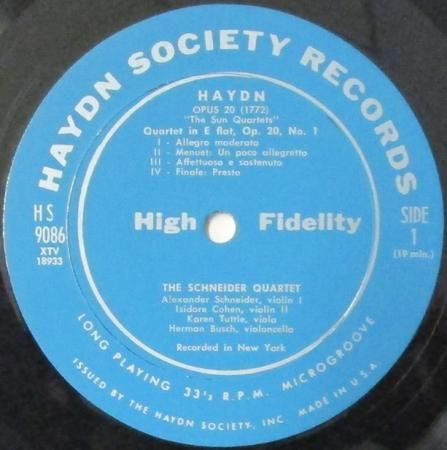 HAYDN SOCIETY RECORDS
HAYDN
OPUS 20 (1772)
"The Sun Quartets"
Quartet in E flat, Op. 20, No. 1
I - Allegro moderato
II - Menuet: Un poco allegretto
III - Affettuoso e sostenuto
IV - Finale: Presto
HS
9086
XTV
18933
High Fidelity
SIDE
1
(19 min.)
THE SCHNEIDER QUARTET
Alexander Schneider, violin I
Isidore Cohen, violin II
Karen Tuttle, viola
Herman Busch, violoncello
Recorded in New York
LONG PLAYING 33⅓ R.P.M. MICROGROOVE
ISSUED BY THE HAYDN SOCIETY, INC. MADE IN U.S.A.